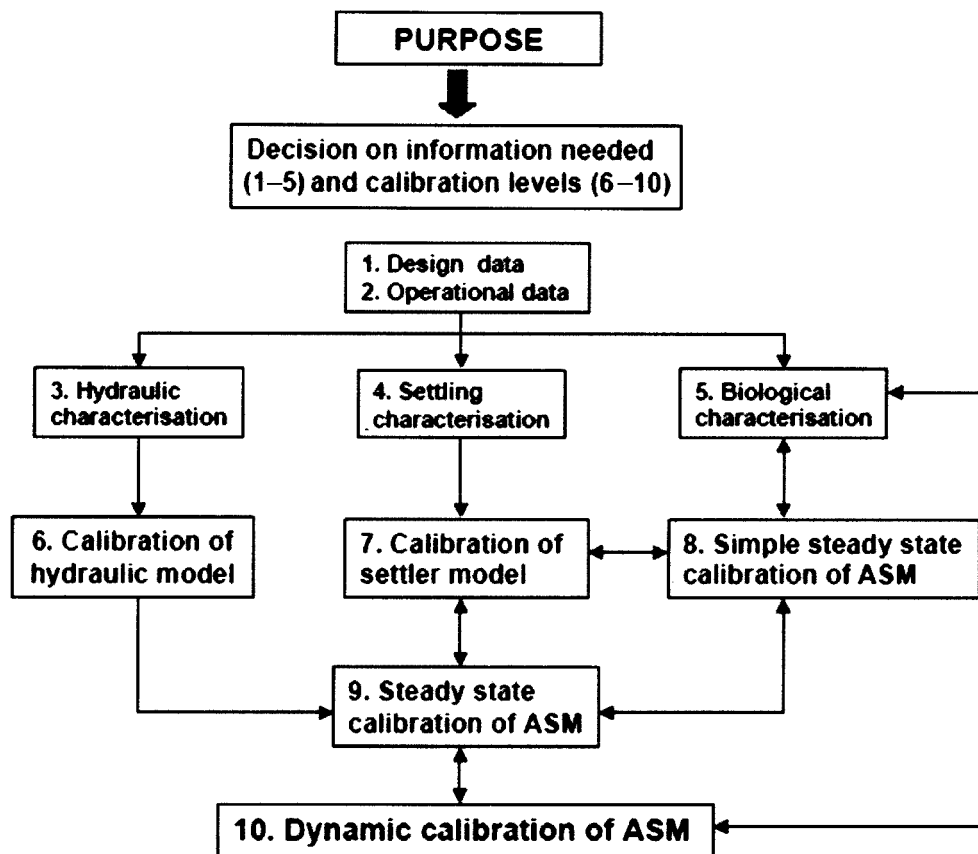 PURPOSE
Decision on information needed
(1–5) and calibration levels (6–10)
1. Design data
2. Operational data
3. Hydraulic
characterisation
4. Settling
characterisation
5. Biological
characterisation
6. Calibration of
hydraulic model
7. Calibration of
settler model
8. Simple steady state
calibration of ASM
9. Steady state
calibration of ASM
10. Dynamic calibration of ASM